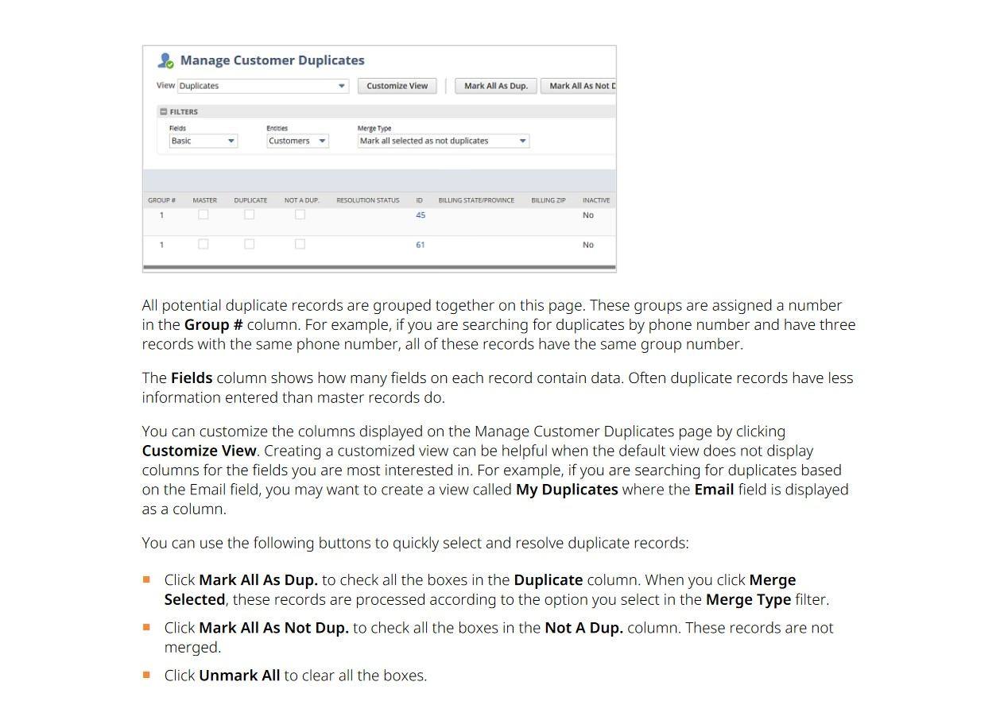 Manage Customer Duplicates
View Duplicates Customize View Mark All As Dup. Mark All As Not D
FILTERS
Fields Entities Merge Type
Basic Customers Mark all selected as not duplicates
GROUP # MASTER DUPLICATE NOT A DUP. RESOLUTION STATUS ID BILLING STATE/PROVINCE BILLING ZIP INACTIVE
1 45 No
1 61 No
All potential duplicate records are grouped together on this page. These groups are assigned a number
in the Group # column. For example, if you are searching for duplicates by phone number and have three
records with the same phone number, all of these records have the same group number.
The Fields column shows how many fields on each record contain data. Often duplicate records have less
information entered than master records do.
You can customize the columns displayed on the Manage Customer Duplicates page by clicking
Customize View. Creating a customized view can be helpful when the default view does not display
columns for the fields you are most interested in. For example, if you are searching for duplicates based
on the Email field, you may want to create a view called My Duplicates where the Email field is displayed
as a column.
You can use the following buttons to quickly select and resolve duplicate records:
Click Mark All As Dup. to check all the boxes in the Duplicate column. When you click Merge
Selected, these records are processed according to the option you select in the Merge Type filter.
Click Mark All As Not Dup. to check all the boxes in the Not A Dup. column. These records are not
merged.
Click Unmark All to clear all the boxes.